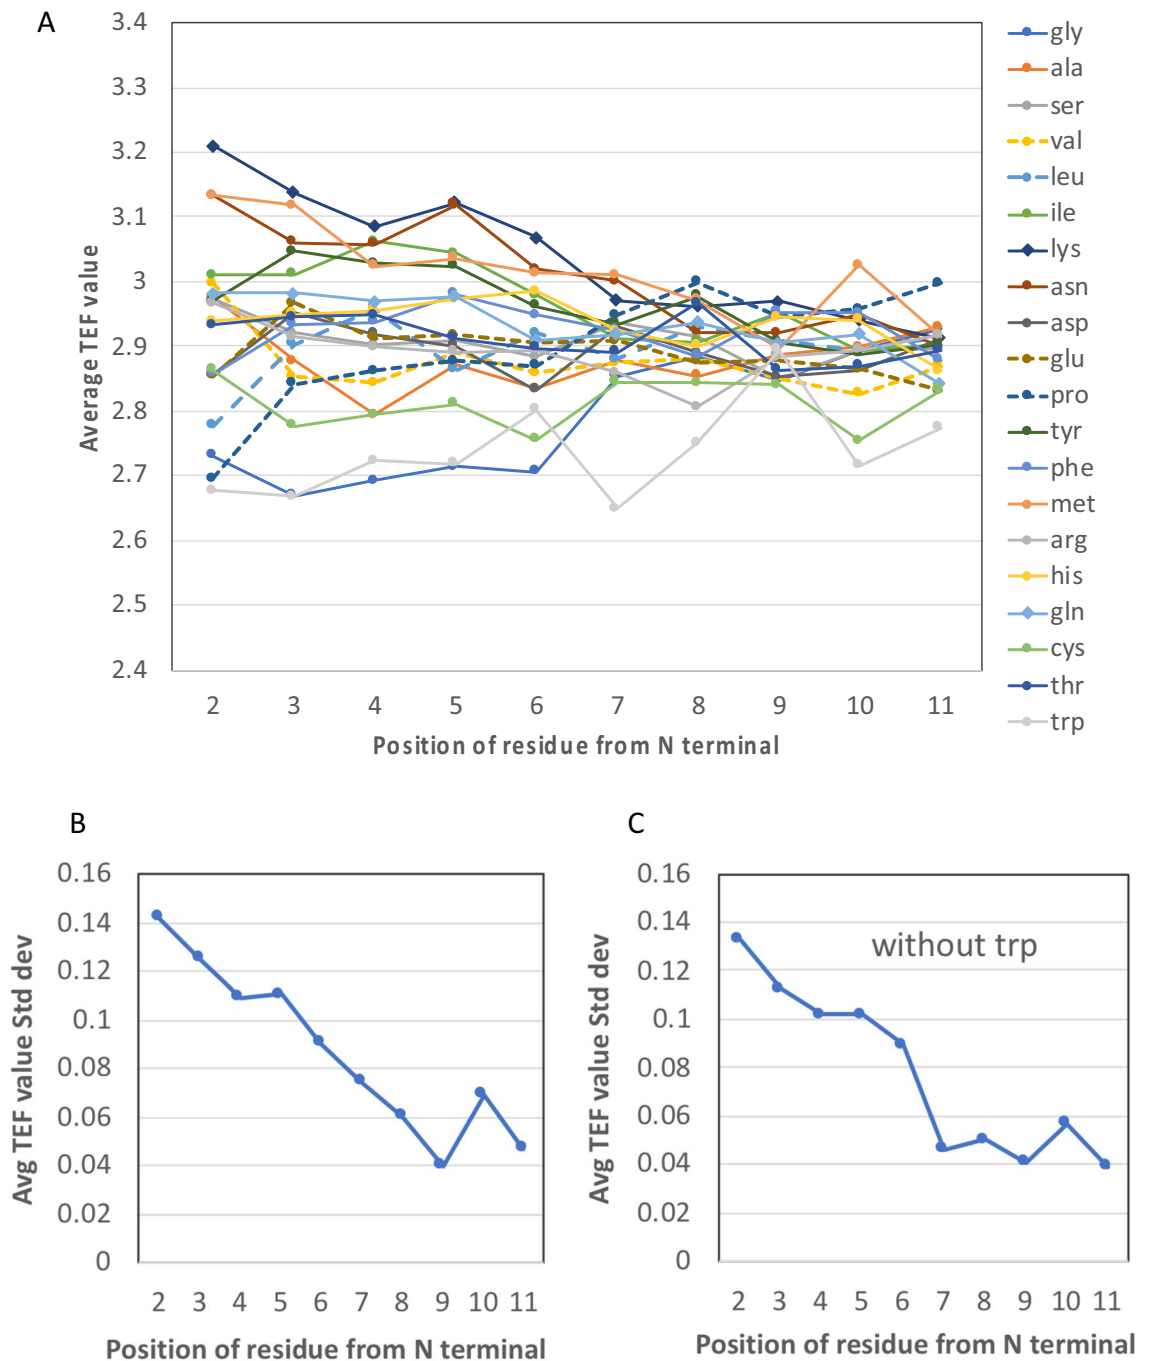 A
3.4
3.3
3.2
3.1
3
2.9
2.8
2.7
2.6
2.5
2.4
Average TEF value
2 3 4 5 6 7 8 9 10 11
Position of residue from N terminal
gly
ala
ser
val
leu
ile
lys
asn
asp
glu
pro
tyr
phe
met
arg
his
gln
cys
thr
trp
B
0.16
0.14
0.12
0.1
0.08
0.06
0.04
0.02
0
Avg TEF value Std dev
2 3 4 5 6 7 8 9 10 11
Position of residue from N terminal
C
0.16
0.14
0.12
0.1
0.08
0.06
0.04
0.02
0
Avg TEF value Std dev
without trp
2 3 4 5 6 7 8 9 10 11
Position of residue from N terminal